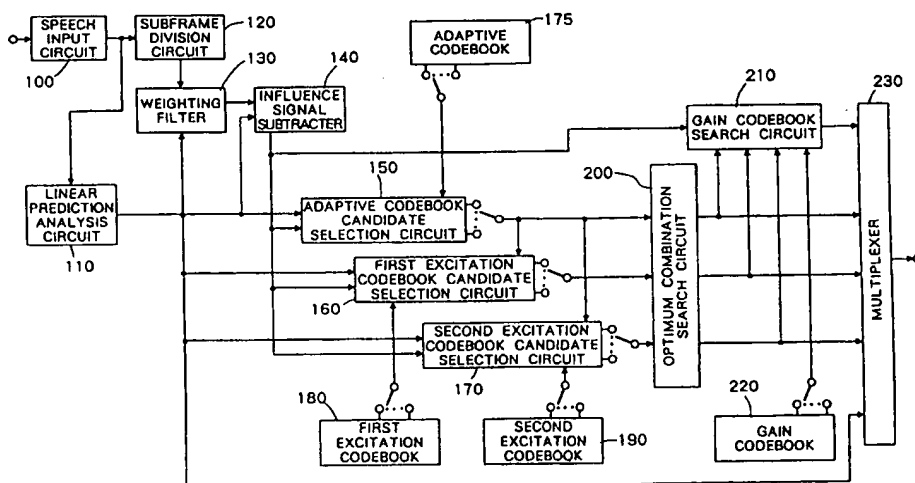 SPEECH
INPUT
CIRCUIT
100
SUBFRAME
DIVISION
CIRCUIT
120
130
WEIGHTING
FILTER
140
INFLUENCE
SIGNAL
SUBTRACTER
175
ADAPTIVE
CODEBOOK
210
GAIN CODEBOOK
SEARCH CIRCUIT
230
MULTIPLEXER
LINEAR
PREDICTION
ANALYSIS
CIRCUIT
110
150
ADAPTIVE CODEBOOK
CANDIDATE
SELECTION CIRCUIT
200
OPTIMUM COMBINATION
SEARCH CIRCUIT
FIRST EXCITATION
CODEBOOK CANDIDATE
SELECTION CIRCUIT
160
SECOND EXCITATION
CODEBOOK CANDIDATE
SELECTION CIRCUIT
170
180
FIRST
EXCITATION
CODEBOOK
SECOND
EXCITATION
CODEBOOK
190
220
GAIN
CODEBOOK